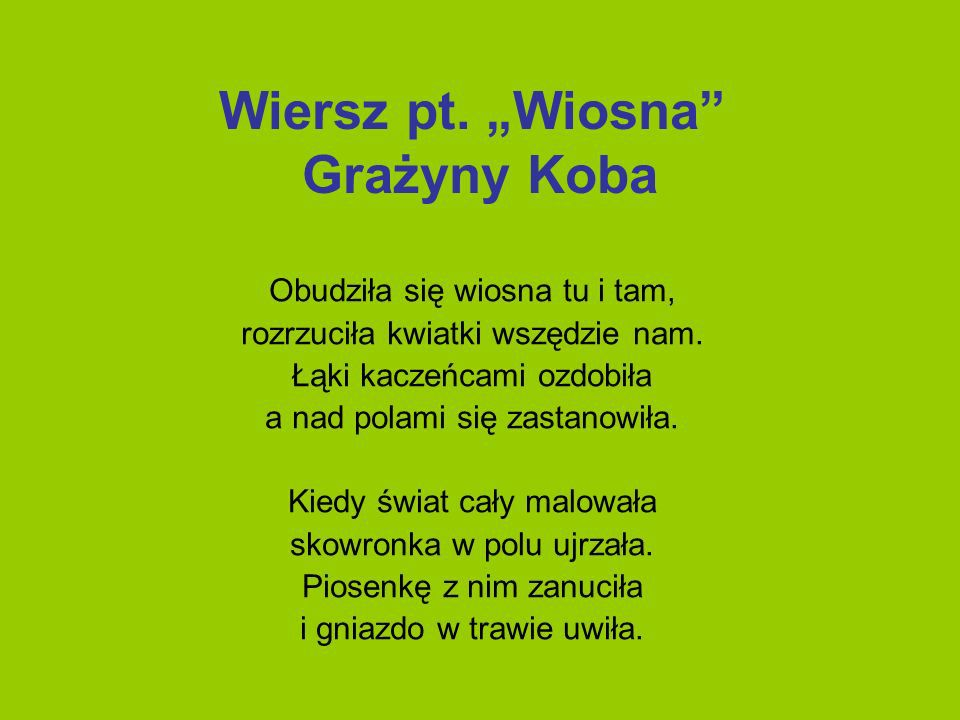 Wiersz pt. „Wiosna”
Grażyny Koba
Obudziła się wiosna tu i tam,
rozrzuciła kwiatki wszędzie nam.
Łąki kaczeńcami ozdobiła
a nad polami się zastanowiła.
Kiedy świat cały malowała
skowronka w polu ujrzała.
Piosenkę z nim zanuciła
i gniazdo w trawie uwiła.